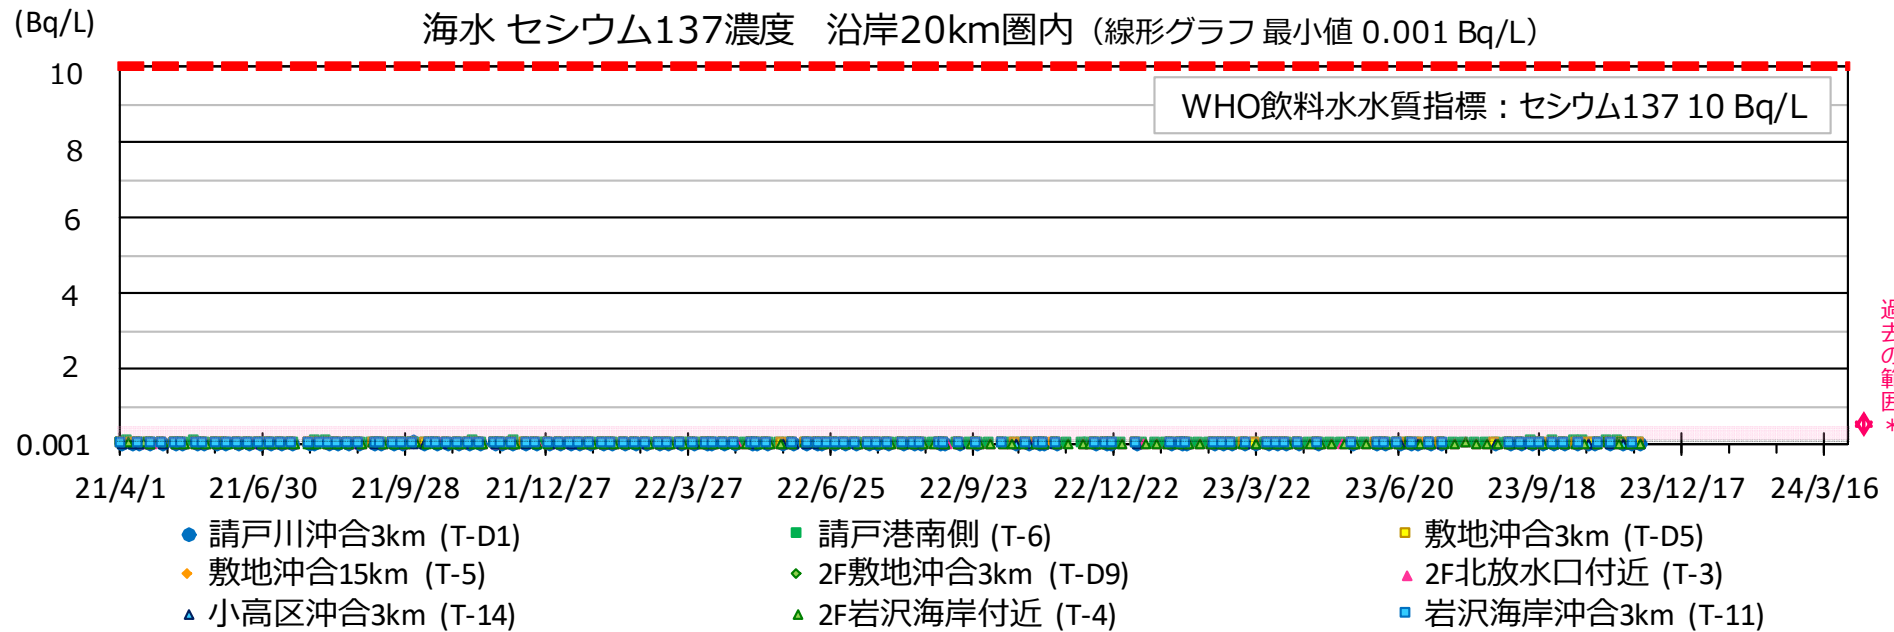 (Bq/L)
海水 セシウム137濃度 沿岸20km圏内（線形グラフ 最小値 0.001 Bq/L）
10
WHO飲料水水質指標：セシウム137 10 Bq/L
8
6
4
2
0.001
過去の範囲＊
21/4/1 21/6/30 21/9/28 21/12/27 22/3/27 22/6/25 22/9/23 22/12/22 23/3/22 23/6/20 23/9/18 23/12/17 24/3/16
請戸川沖合3km (T-D1) 請戸港南側 (T-6) 敷地沖合3km (T-D5)
敷地沖合15km (T-5) 2F敷地沖合3km (T-D9) 2F北放水口付近 (T-3)
小高区沖合3km (T-14) 2F岩沢海岸付近 (T-4) 岩沢海岸沖合3km (T-11)